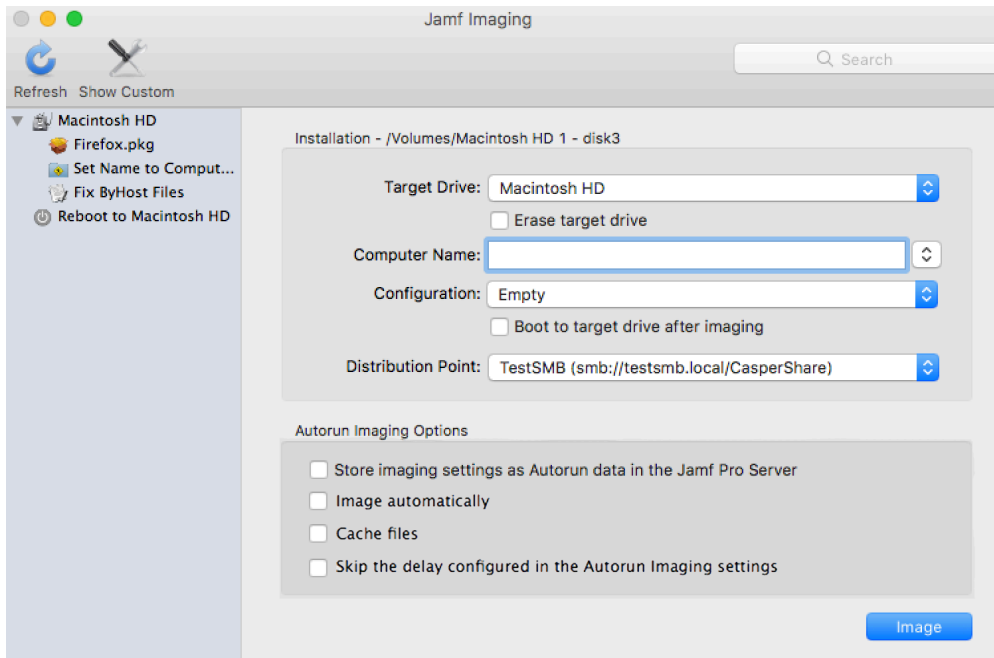 Jamf Imaging
Search
Refresh Show Custom
Macintosh HD
Firefox.pkg
Set Name to Comput...
Fix ByHost Files
Reboot to Macintosh HD
Installation - /Volumes/Macintosh HD 1 - disk3
Target Drive: Macintosh HD
Erase target drive
Computer Name:
Configuration: Empty
Boot to target drive after imaging
Distribution Point: TestSMB (smb://testsmb.local/CasperShare)
Autorun Imaging Options
Store imaging settings as Autorun data in the Jamf Pro Server
Image automatically
Cache files
Skip the delay configured in the Autorun Imaging settings
Image